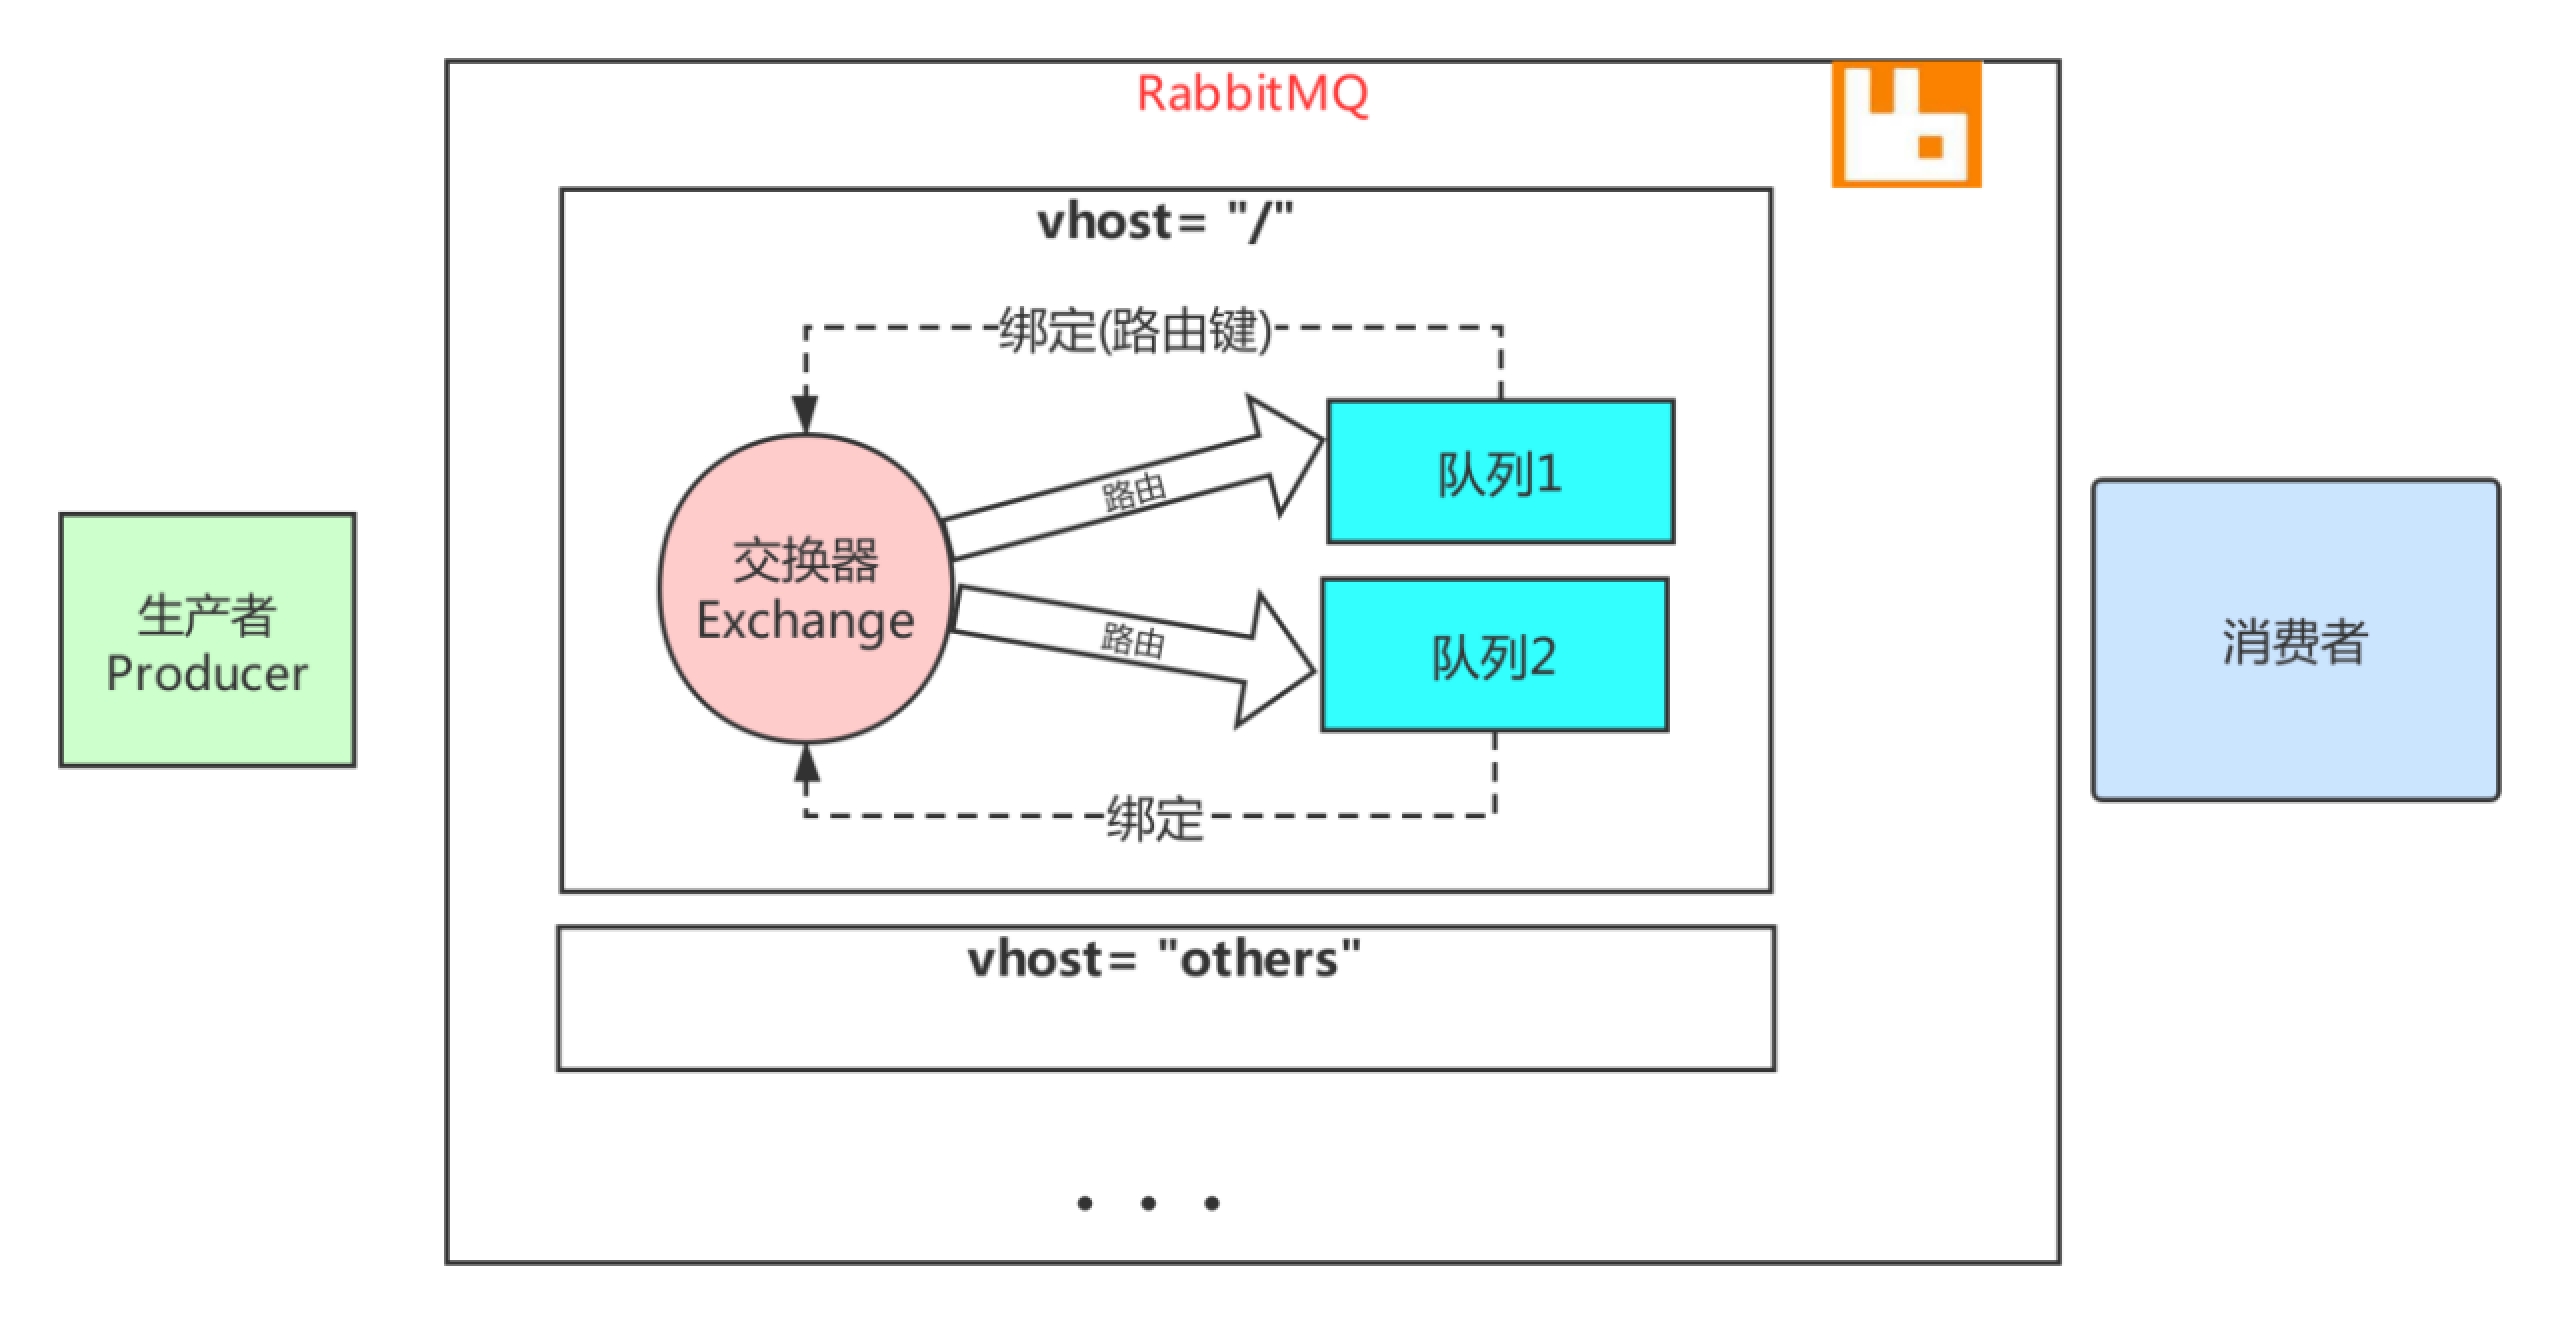 RabbitMQ
vhost= "/"
绑定(路由键)
路由
队列1
交换器
Exchange
路由
队列2
绑定
生产者
Producer
消费者
vhost= "others"
. . .